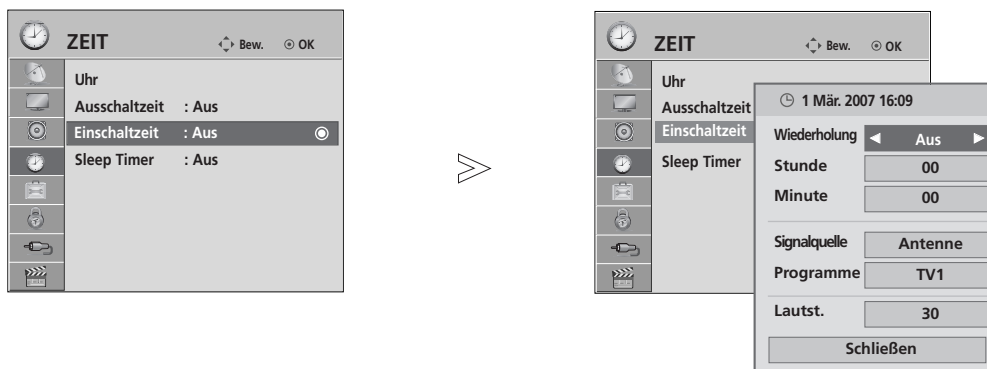 ZEIT Bew. OK
Uhr
Ausschaltzeit : Aus
Einschaltzeit : Aus
Sleep Timer : Aus
ZEIT Bew. OK
Uhr
Ausschaltzeit
Einschaltzeit
Sleep Timer
1 Mär. 2007 16:09
Wiederholung Aus
Stunde 00
Minute 00
Signalquelle Antenne
Programme TV1
Lautst. 30
Schließen